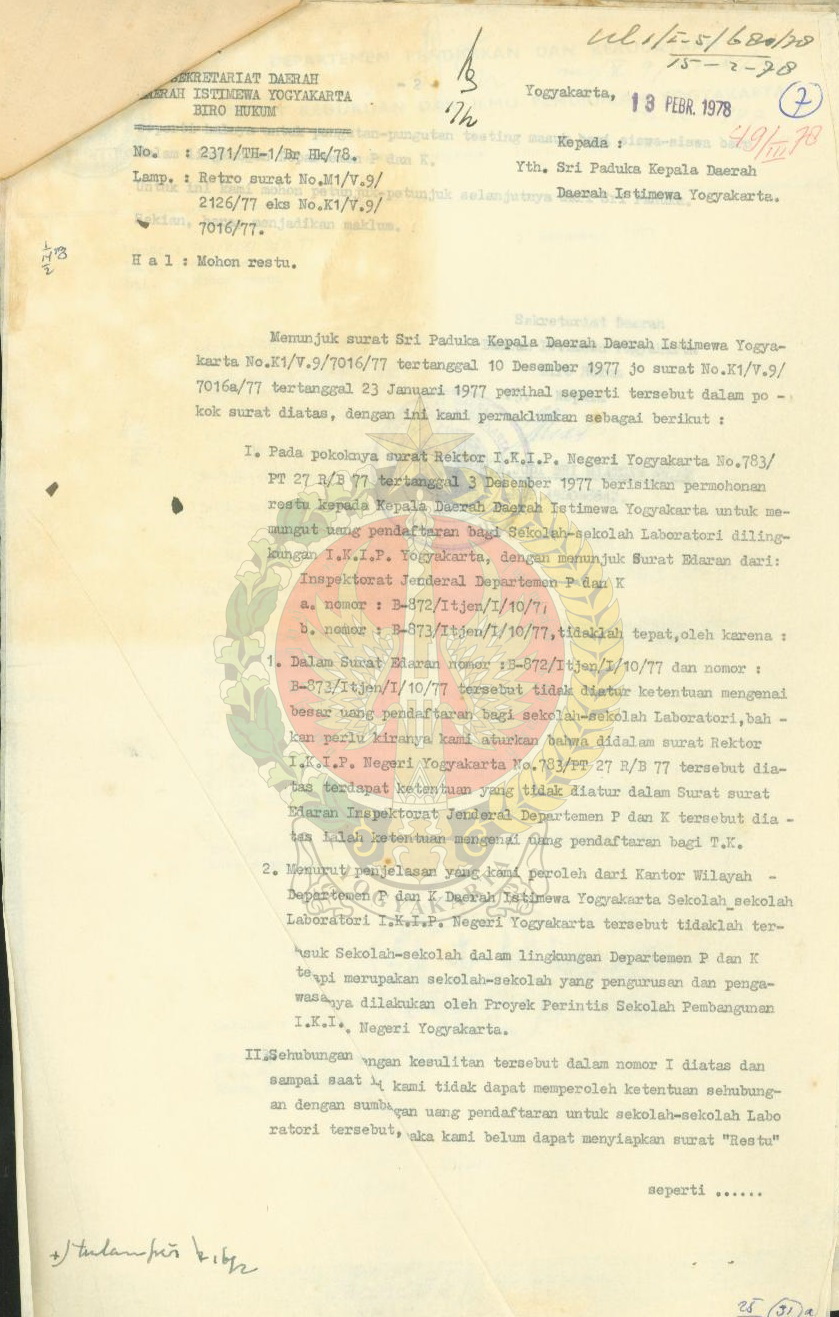 SEKRETARIAT DAERAH
DAERAH ISTIMEWA YOGYAKARTA
BIRO HUKUM
15-2-78
Yogyakarta, 13 PEBR. 1978
7
49/III/78
No. : 2371/TH-1/Br Hk/78.
Lamp. : Retro surat No.M1/V.9/
2126/77 eks No.K1/V.9/
7016/77.
H a l : Mohon restu.
Kepada :
Yth. Sri Paduka Kepala Daerah
Daerah Istimewa Yogyakarta.
Menunjuk surat Sri Paduka Kepala Daerah Daerah Istimewa Yogya-
karta No.K1/V.9/7016/77 tertanggal 10 Desember 1977 jo surat No.K1/V.9/
7016a/77 tertanggal 23 Januari 1977 perihal seperti tersebut dalam po -
kok surat diatas, dengan ini kami permaklumkan sebagai berikut :
I. Pada pokoknya surat Rektor I.K.I.P. Negeri Yogyakarta No.783/
PT 27 R/B 77 tertanggal 3 Desember 1977 berisikan permohonan
restu kepada Kepala Daerah Daerah Istimewa Yogyakarta untuk me-
mungut uang pendaftaran bagi Sekolah-sekolah Laboratori diling-
kungan I.K.I.P. Yogyakarta, dengan menunjuk Surat Edaran dari:
Inspektorat Jenderal Departemen P dan K
a. nomor : B-872/Itjen/I/10/77
b. nomor : B-873/Itjen/I/10/77,tidaklah tepat,oleh karena :
1. Dalam Surat Edaran nomor :B-872/Itjen/I/10/77 dan nomor :
B-873/Itjen/I/10/77 tersebut tidak diatur ketentuan mengenai
besar uang pendaftaran bagi sekolah-sekolah Laboratori,bah -
kan perlu kiranya kami aturkan bahwa didalam surat Rektor
I.K.I.P. Negeri Yogyakarta No.783/PT 27 R/B 77 tersebut dia-
tas terdapat ketentuan yang tidak diatur dalam Surat surat
Edaran Inspektorat Jenderal Departemen P dan K tersebut dia -
tas ialah ketentuan mengenai uang pendaftaran bagi T.K.
2. Menurut penjelasan yang kami peroleh dari Kantor Wilayah -
Departemen P dan K Daerah Istimewa Yogyakarta Sekolah_sekolah
Laboratori I.K.I.P. Negeri Yogyakarta tersebut tidaklah ter-
masuk Sekolah-sekolah dalam lingkungan Departemen P dan K
tetapi merupakan sekolah-sekolah yang pengurusan dan penga-
wasanya dilakukan oleh Proyek Perintis Sekolah Pembangunan
I.K.I.P. Negeri Yogyakarta.
II.Sehubungan dengan kesulitan tersebut dalam nomor I diatas dan
sampai saat ini kami tidak dapat memperoleh ketentuan sehubung-
an dengan sumbangan uang pendaftaran untuk sekolah-sekolah Labo
ratori tersebut, maka kami belum dapat menyiapkan surat "Restu"
seperti ......
YOGYAKARTA
25 (31) a